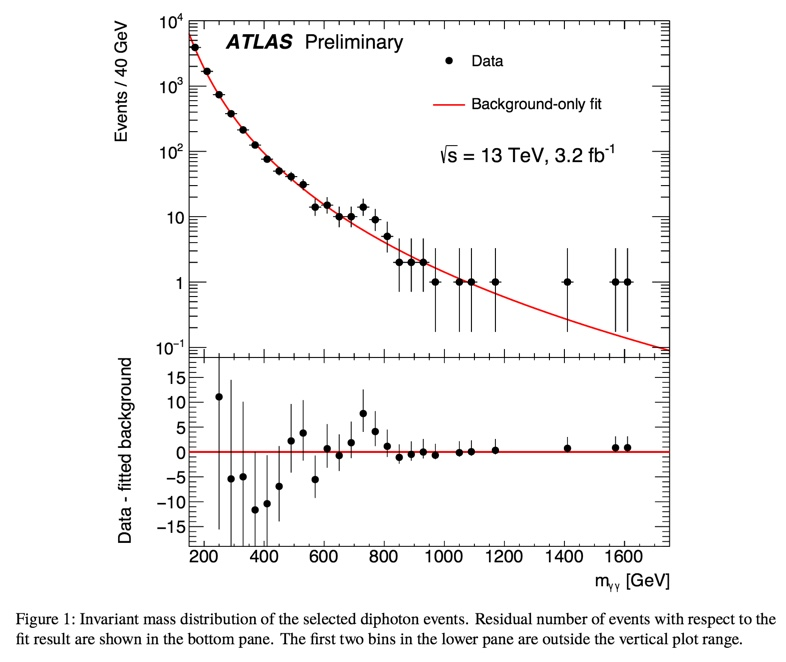 ATLAS Preliminary
Data
Background-only fit
√s = 13 TeV, 3.2 fb⁻¹
Events / 40 GeV
10⁴
10³
10²
10
1
10⁻¹
Data - fitted background
15
10
5
0
−5
−10
−15
200 400 600 800 1000 1200 1400 1600
mγγ [GeV]
Figure 1: Invariant mass distribution of the selected diphoton events. Residual number of events with respect to the
fit result are shown in the bottom pane. The first two bins in the lower pane are outside the vertical plot range.